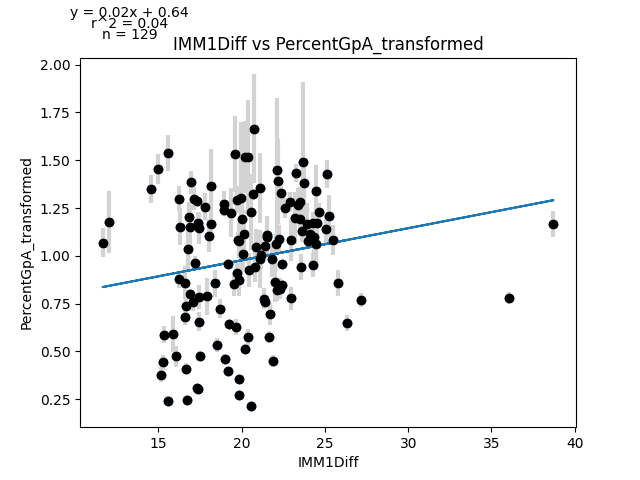 y = 0.02x + 0.64
r^2 = 0.04
n = 129
IMM1Diff vs PercentGpA_transformed
2.00
1.75
1.50
1.25
1.00
0.75
0.50
0.25
PercentGpA_transformed
15 20 25 30 35 40
IMM1Diff